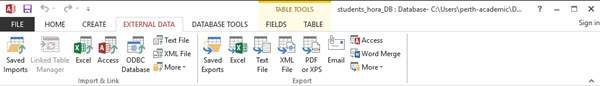 TABLE TOOLS
students_hora_DB : Database- C:\Users\perth-academic\D...
Sign in
FILE HOME CREATE EXTERNAL DATA DATABASE TOOLS FIELDS TABLE
Saved Imports
Linked Table Manager
Excel
Access
ODBC Database
Text File
XML File
More
Import & Link
Saved Exports
Excel
Text File
XML File
PDF or XPS
Email
Access
Word Merge
More
Export